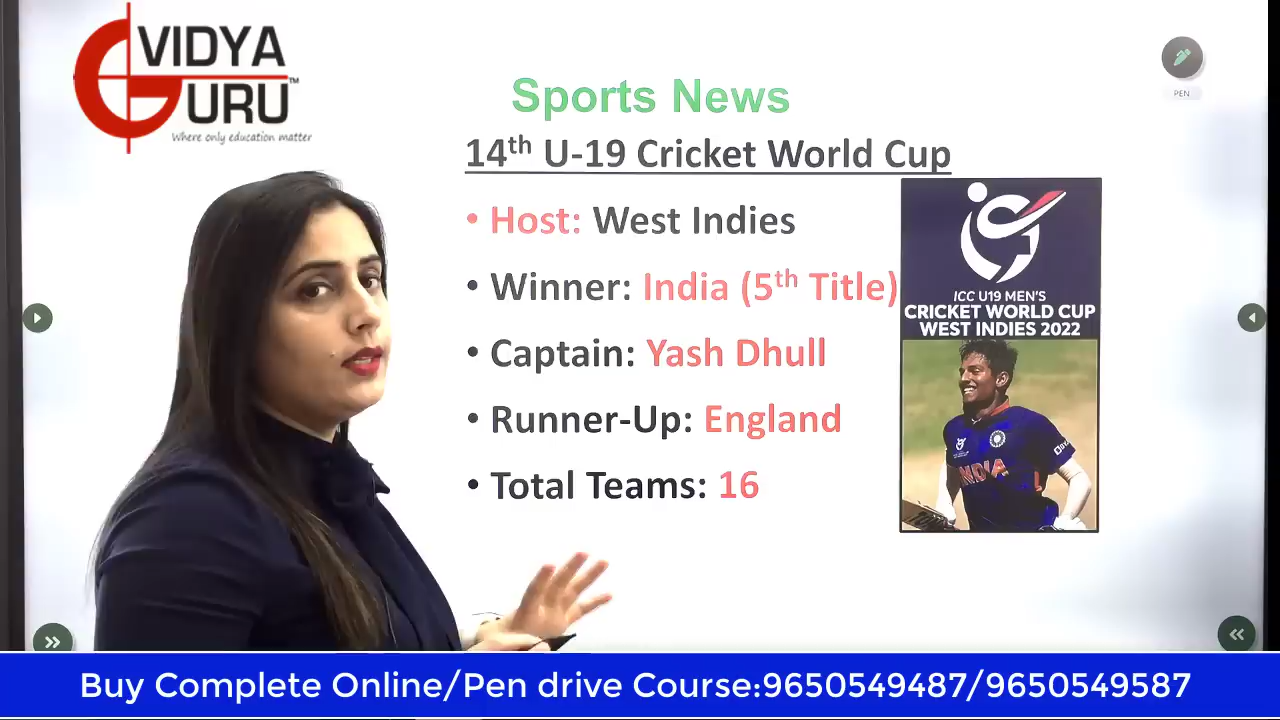 VIDYA
GURU™
Where only education matter
PEN
Sports News
14th U-19 Cricket World Cup
• Host: West Indies
• Winner: India (5th Title)
• Captain: Yash Dhull
• Runner-Up: England
• Total Teams: 16
ICC U19 MEN'S
CRICKET WORLD CUP
WEST INDIES 2022
INDIA
Buy Complete Online/Pen drive Course:9650549487/9650549587